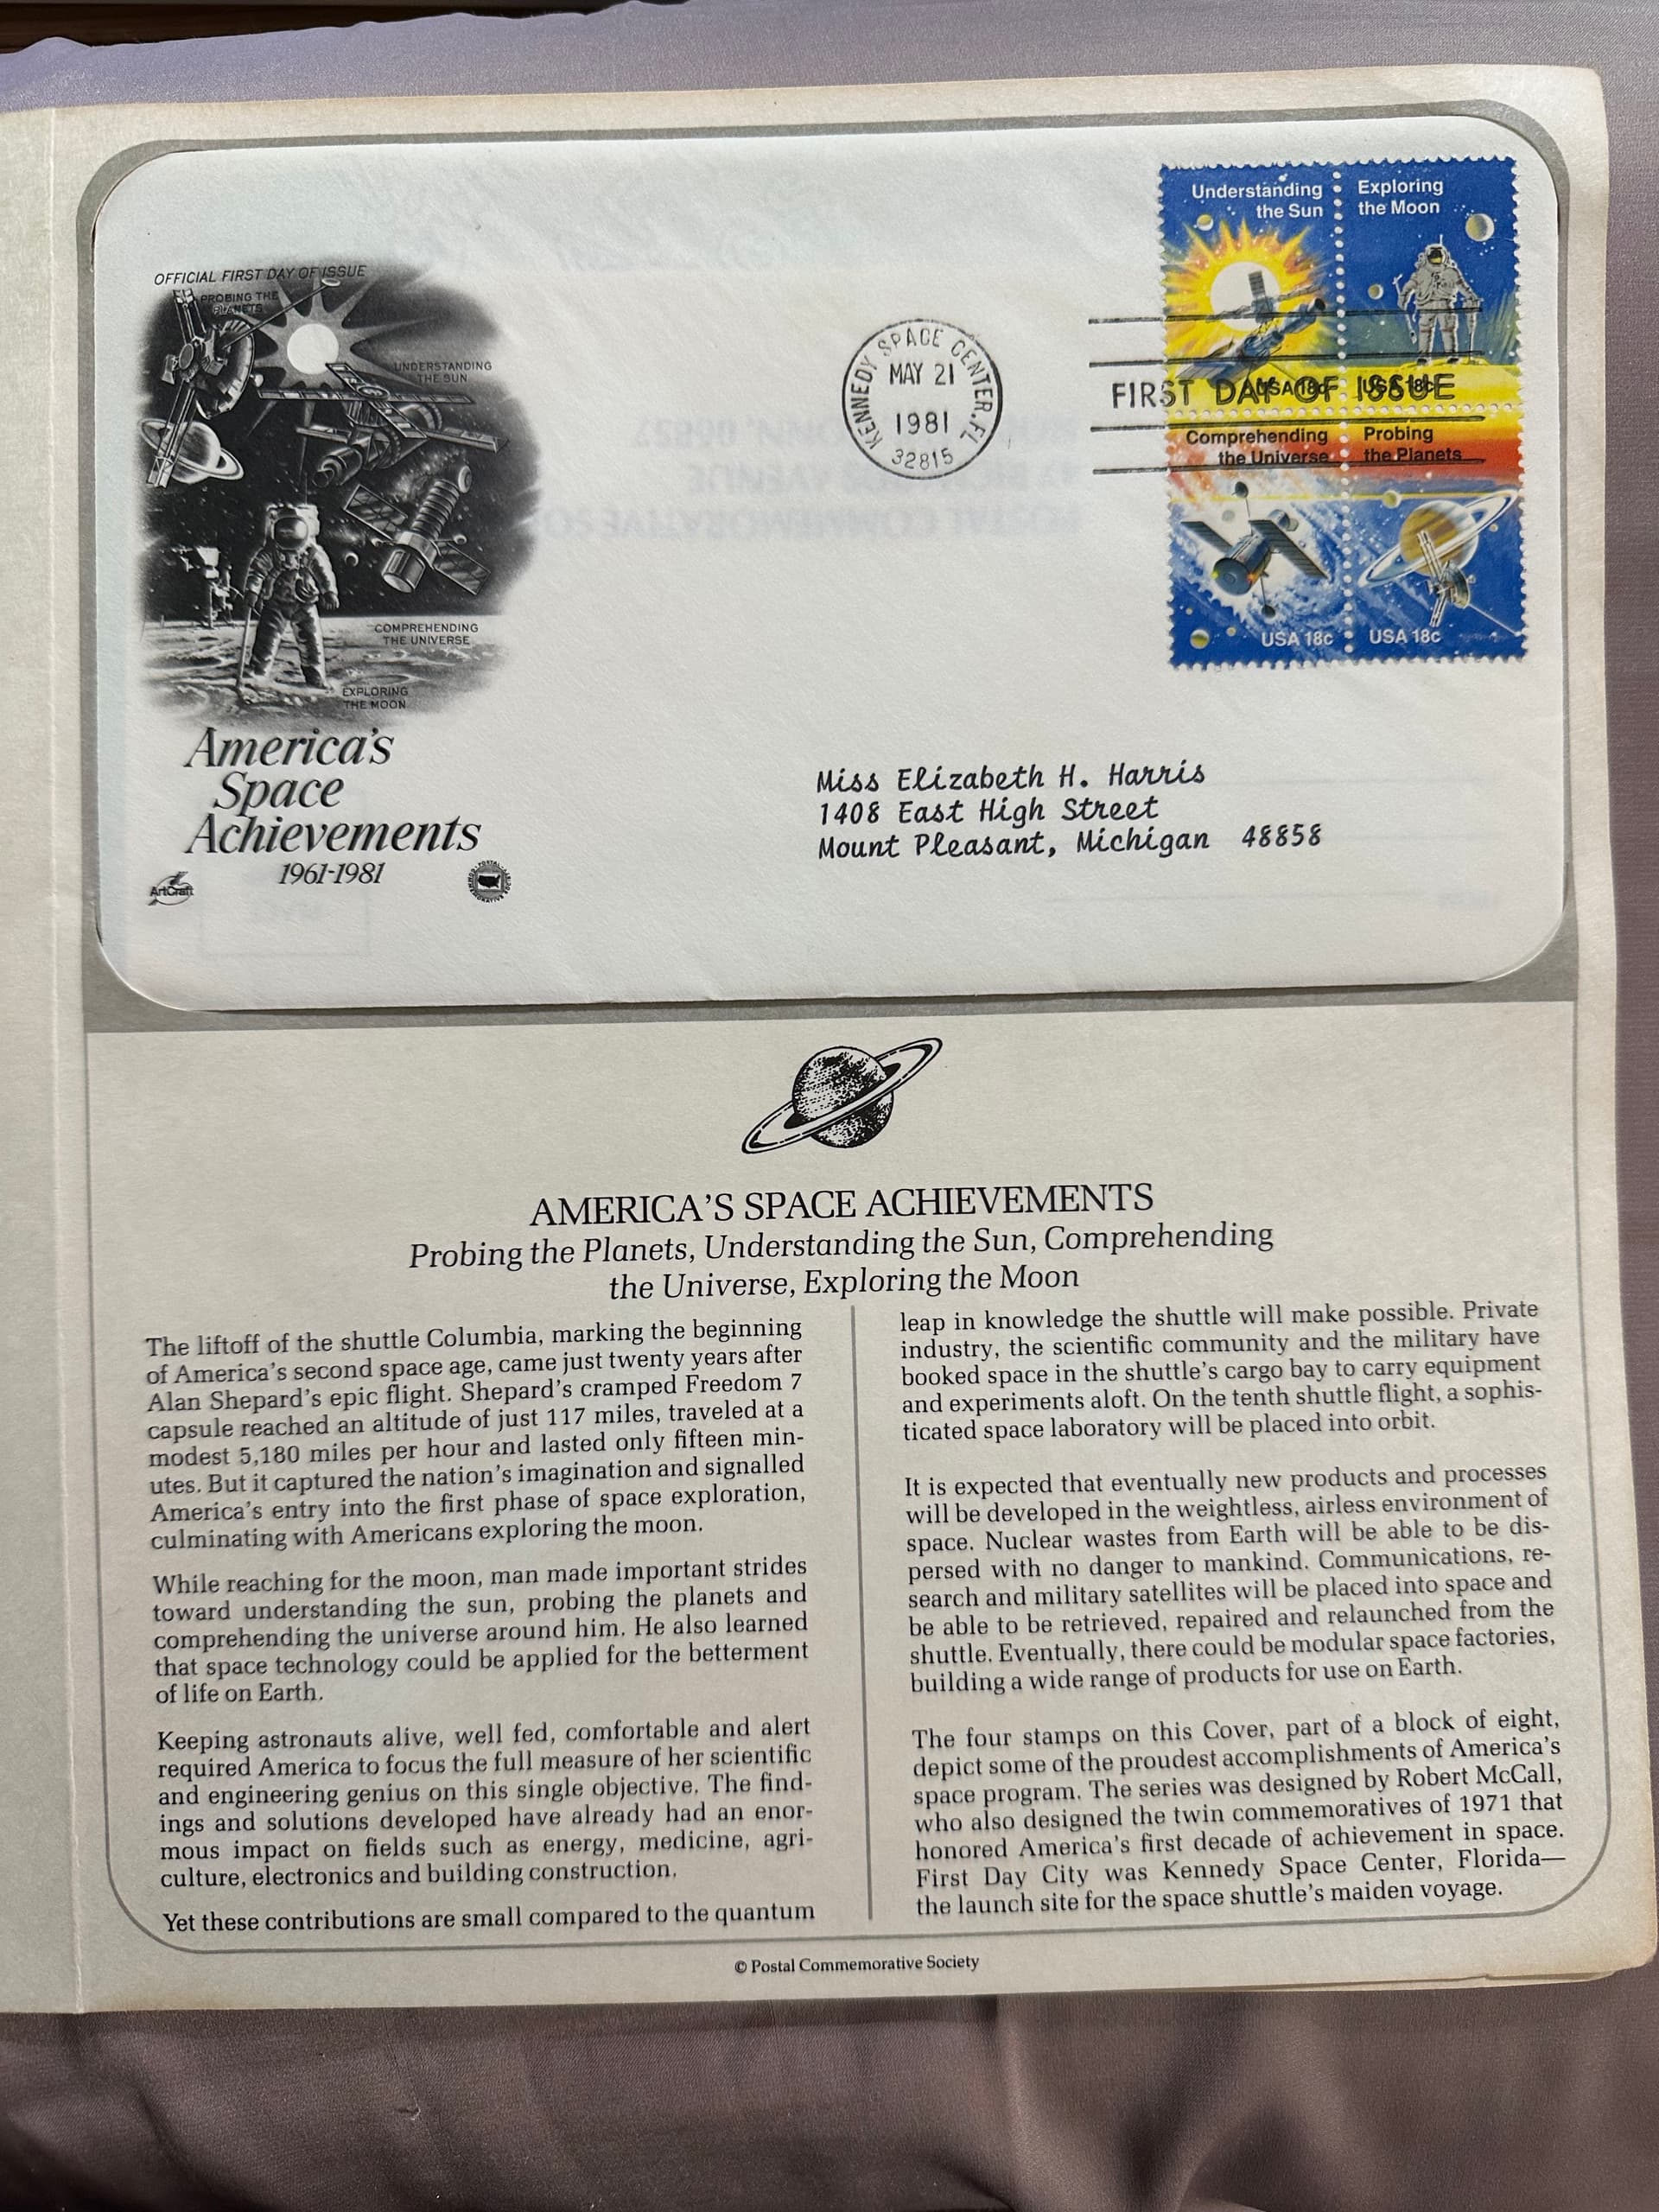 OFFICIAL FIRST DAY OF ISSUE
PROBING THE
PLANETS
UNDERSTANDING
THE SUN
COMPREHENDING
THE UNIVERSE
EXPLORING
THE MOON
America's
Space
Achievements
1961-1981
ArtCraft
KENNEDY SPACE CENTER, FL
MAY 21
1981
32815
FIRST DAY OF ISSUE
Understanding
the Sun
Exploring
the Moon
USA 18c
USA 18c
Comprehending
the Universe
Probing
the Planets
USA 18c
USA 18c
Miss Elizabeth H. Harris
1408 East High Street
Mount Pleasant, Michigan 48858
AMERICA'S SPACE ACHIEVEMENTS
Probing the Planets, Understanding the Sun, Comprehending
the Universe, Exploring the Moon
The liftoff of the shuttle Columbia, marking the beginning
of America's second space age, came just twenty years after
Alan Shepard's epic flight. Shepard's cramped Freedom 7
capsule reached an altitude of just 117 miles, traveled at a
modest 5,180 miles per hour and lasted only fifteen min-
utes. But it captured the nation's imagination and signalled
America's entry into the first phase of space exploration,
culminating with Americans exploring the moon.
While reaching for the moon, man made important strides
toward understanding the sun, probing the planets and
comprehending the universe around him. He also learned
that space technology could be applied for the betterment
of life on Earth.
Keeping astronauts alive, well fed, comfortable and alert
required America to focus the full measure of her scientific
and engineering genius on this single objective. The find-
ings and solutions developed have already had an enor-
mous impact on fields such as energy, medicine, agri-
culture, electronics and building construction.
Yet these contributions are small compared to the quantum
leap in knowledge the shuttle will make possible. Private
industry, the scientific community and the military have
booked space in the shuttle's cargo bay to carry equipment
and experiments aloft. On the tenth shuttle flight, a sophis-
ticated space laboratory will be placed into orbit.
It is expected that eventually new products and processes
will be developed in the weightless, airless environment of
space. Nuclear wastes from Earth will be able to be dis-
persed with no danger to mankind. Communications, re-
search and military satellites will be placed into space and
be able to be retrieved, repaired and relaunched from the
shuttle. Eventually, there could be modular space factories,
building a wide range of products for use on Earth.
The four stamps on this Cover, part of a block of eight,
depict some of the proudest accomplishments of America's
space program. The series was designed by Robert McCall,
who also designed the twin commemoratives of 1971 that
honored America's first decade of achievement in space.
First Day City was Kennedy Space Center, Florida—
the launch site for the space shuttle's maiden voyage.
© Postal Commemorative Society